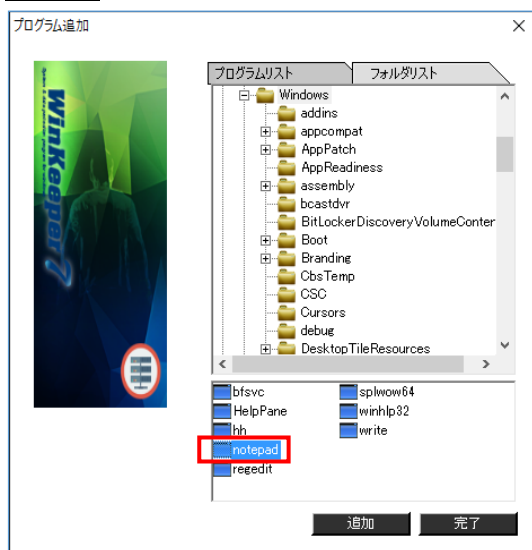 プログラム追加
WinKeeper 7
プログラムリスト
フォルダリスト
Windows
addins
appcompat
AppPatch
AppReadiness
assembly
bcastdvr
BitLockerDiscoveryVolumeConter
Boot
Branding
CbsTemp
CSC
Cursors
debug
DesktopTileResources
bfsvc
splwow64
HelpPane
winhlp32
hh
write
notepad
regedit
追加
完了